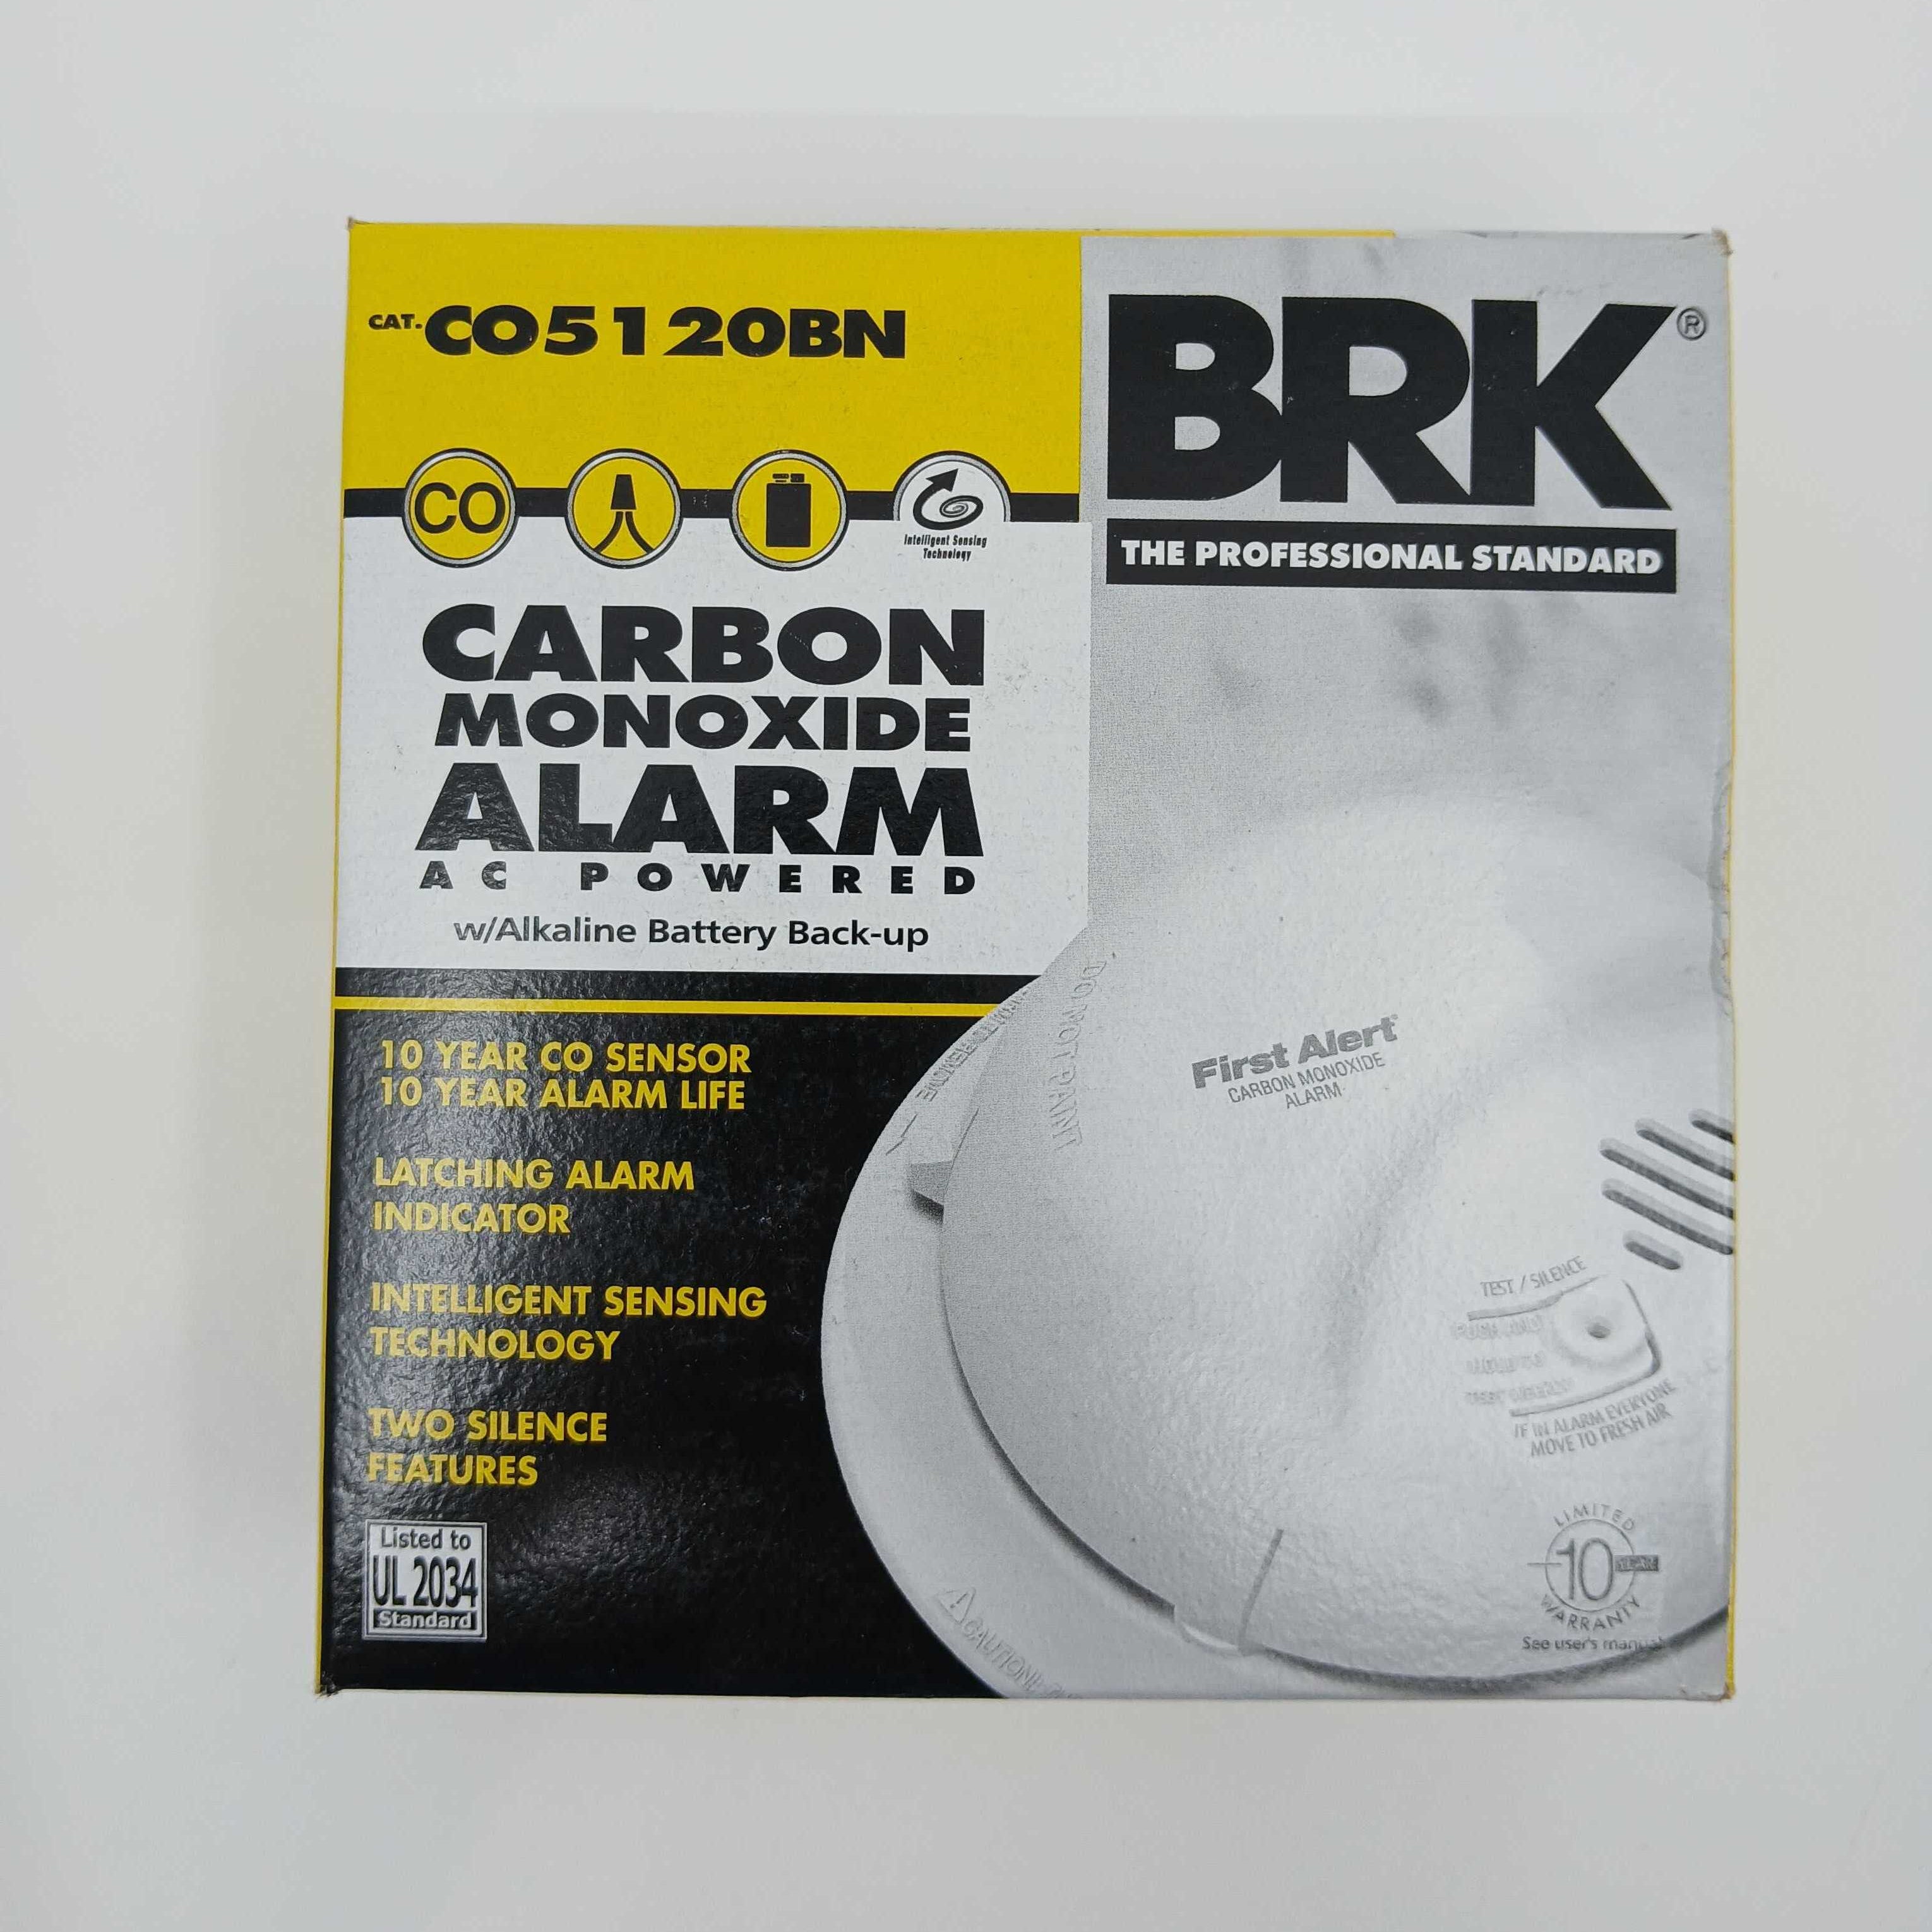 CAT. CO5120BN
BRK®
THE PROFESSIONAL STANDARD
CO
Intelligent Sensing
Technology
CARBON
MONOXIDE
ALARM
AC POWERED
w/Alkaline Battery Back-up
10 YEAR CO SENSOR
10 YEAR ALARM LIFE
LATCHING ALARM
INDICATOR
INTELLIGENT SENSING
TECHNOLOGY
TWO SILENCE
FEATURES
Listed to
UL 2034
Standard
DO NOT PAINT
First Alert®
CARBON MONOXIDE
ALARM
TEST / SILENCE
IF IN ALARM EVERYONE
MOVE TO FRESH AIR
CAUTION!
LIMITED
10 YEAR
WARRANTY
See user's manual